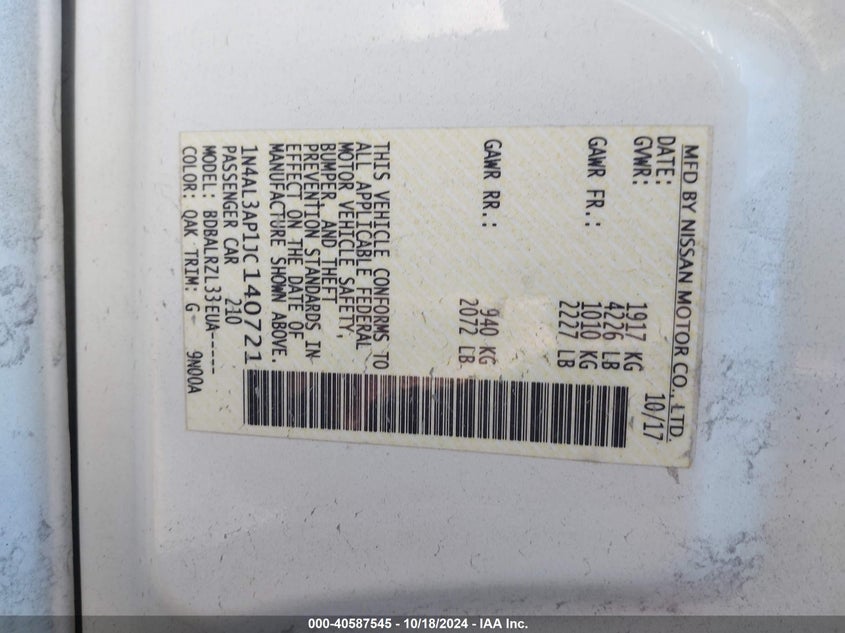 MFD BY NISSAN MOTOR CO., LTD.
DATE: 10/17
GVWR: 1917 KG
4226 LB
GAWR FR.: 1010 KG
2227 LB
GAWR RR.: 940 KG
2072 LB
THIS VEHICLE CONFORMS TO
ALL APPLICABLE FEDERAL
MOTOR VEHICLE SAFETY,
BUMPER, AND THEFT
PREVENTION STANDARDS IN
EFFECT ON THE DATE OF
MANUFACTURE SHOWN ABOVE.
1N4AL3AP1JC140721
PASSENGER CAR 210
MODEL: BDBALRZL33EUA-----
COLOR: QAK TRIM: G 9N00A
000-40587545 - 10/18/2024 - IAA Inc.